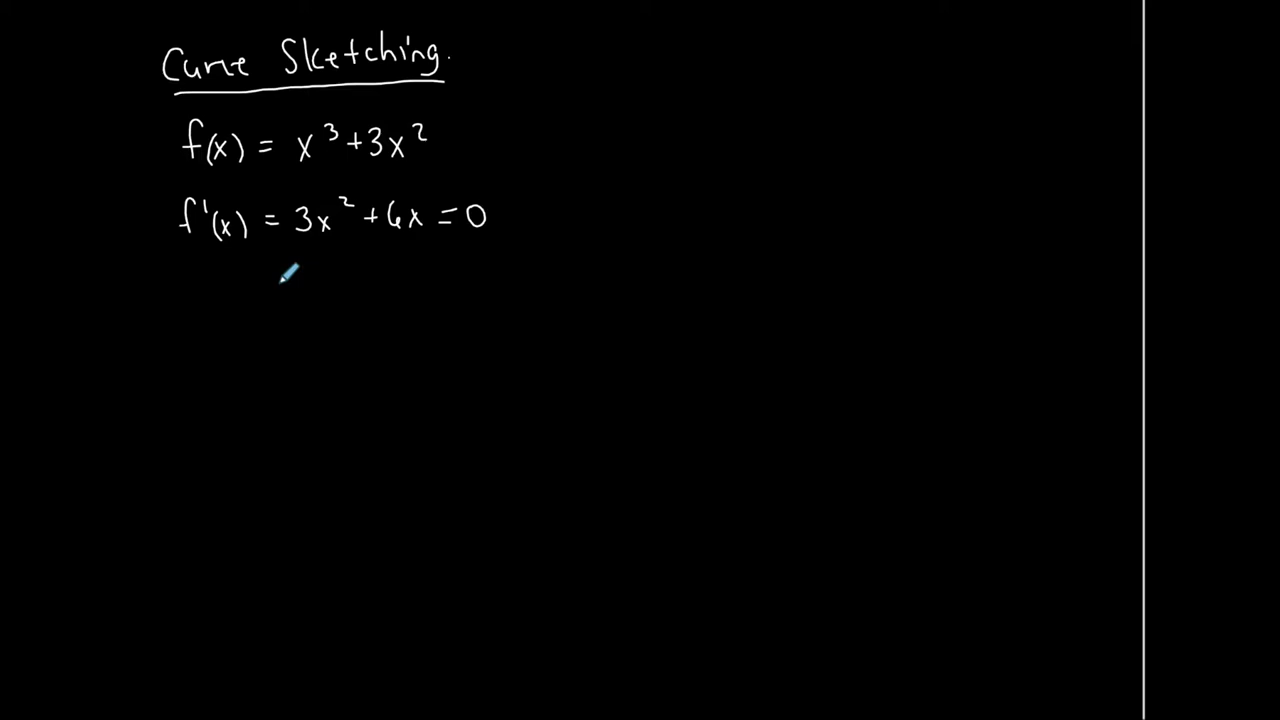 Curve Sketching.
f(x) = x³+3x²
f'(x) = 3x²+6x=0